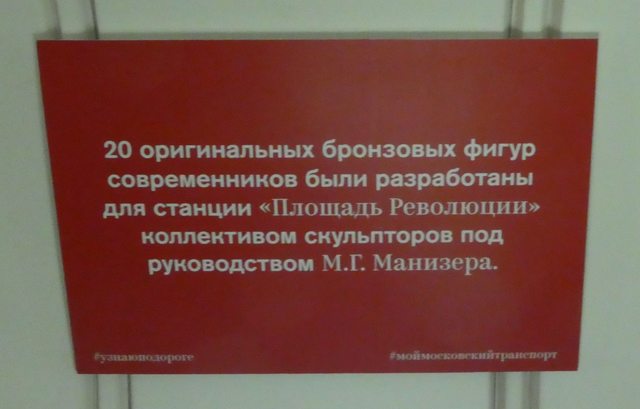 20 оригинальных бронзовых фигур
современников были разработаны
для станции «Площадь Революции»
коллективом скульпторов под
руководством М.Г. Манизера.
#узнаюподороге #моймосковскийтранспорт